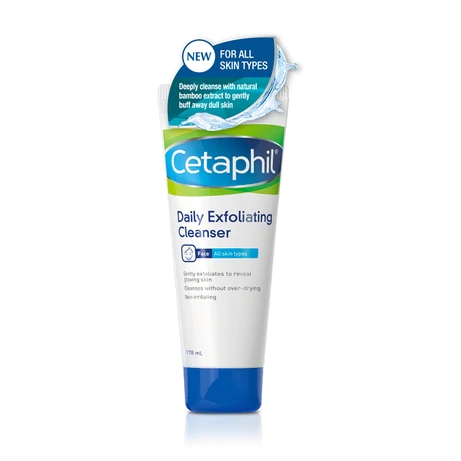 NEW
FOR ALL
SKIN TYPES
Deeply cleanse with natural
bamboo extract to gently
buff away dull skin
Cetaphil®
Daily Exfoliating
Cleanser
Face All skin types
Gently exfoliates to reveal
glowing skin
Cleanses without over-drying
Non-irritating
178 mL